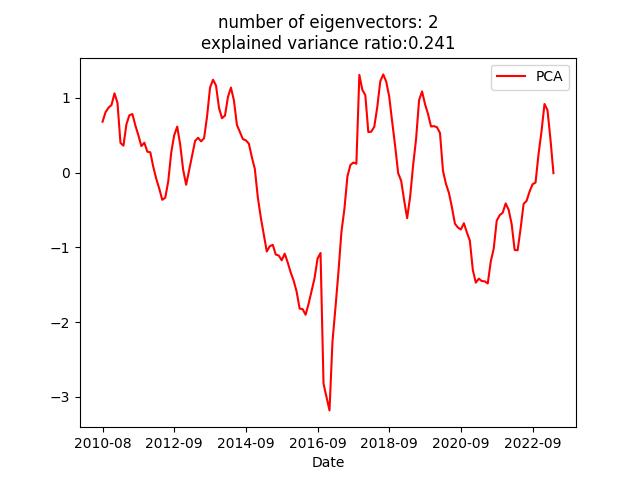 number of eigenvectors: 2
explained variance ratio:0.241
PCA
1
0
−1
−2
−3
2010-08 2012-09 2014-09 2016-09 2018-09 2020-09 2022-09
Date